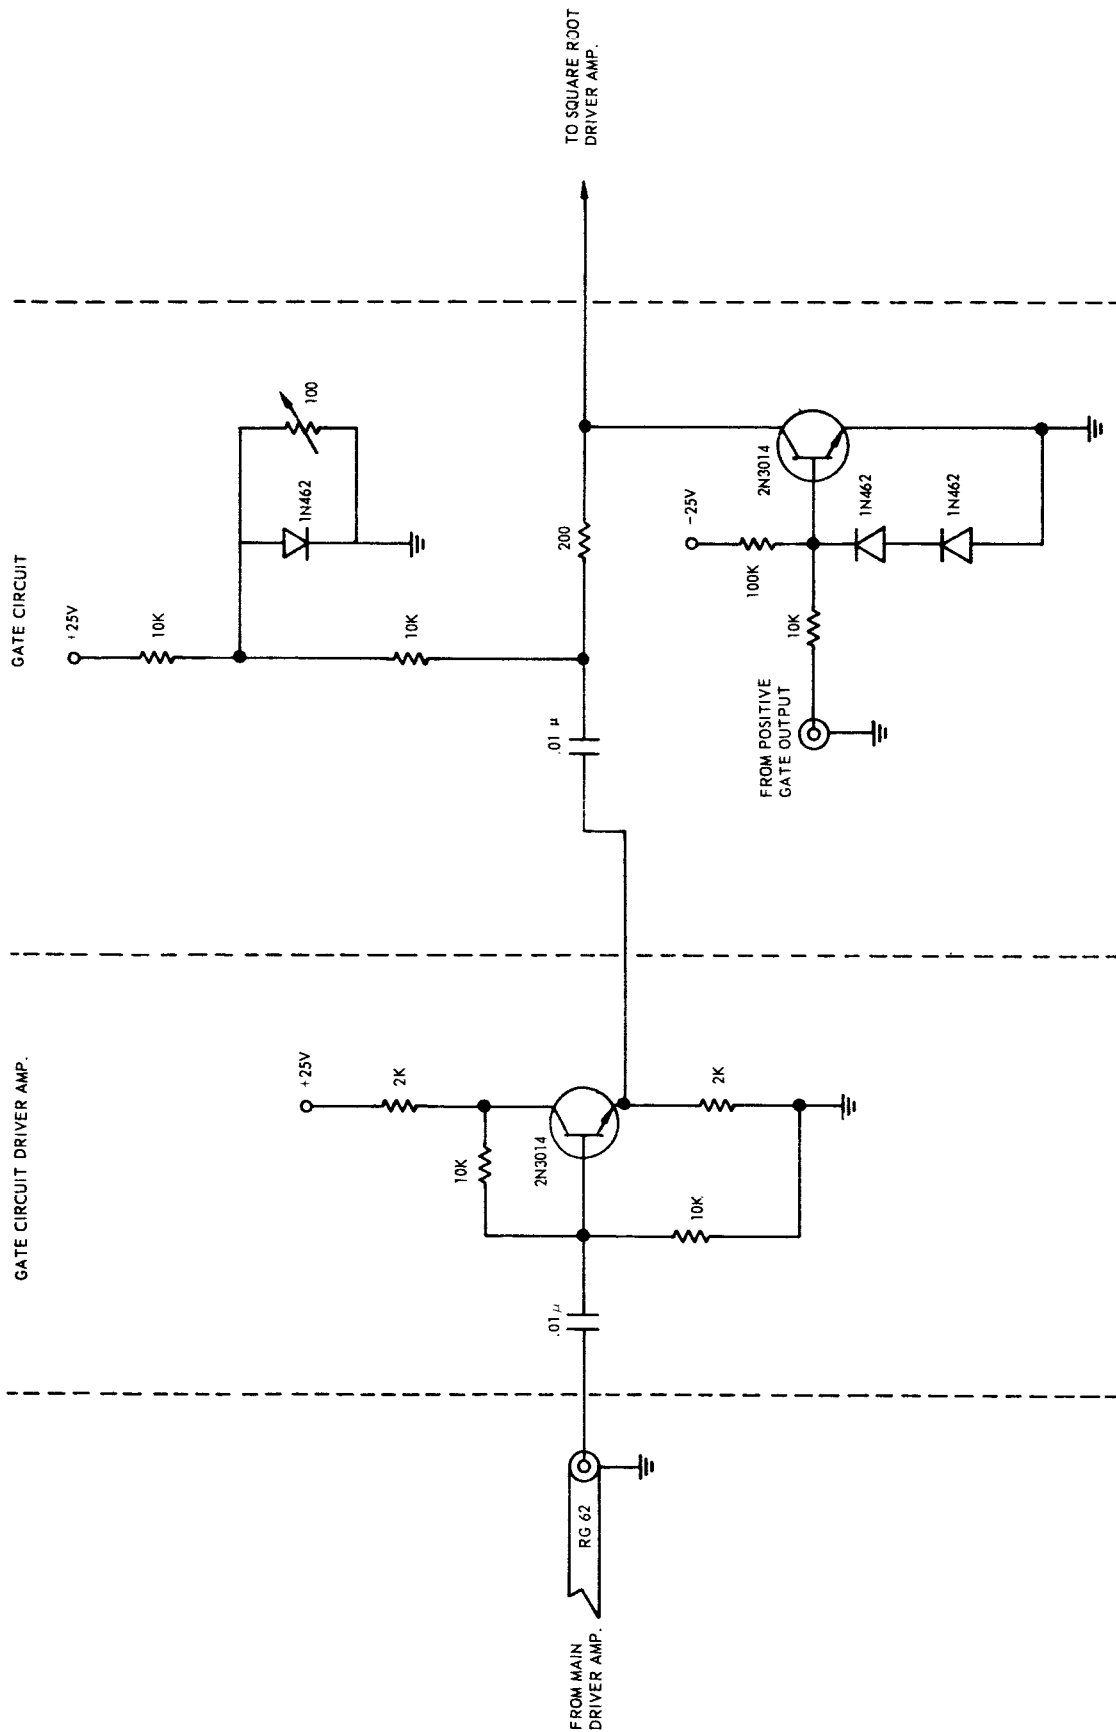 GATE CIRCUIT DRIVER AMP.
GATE CIRCUIT
FROM MAIN
DRIVER AMP.
RG 62
.01 µ
10K
2N3014
+25V
2K
10K
2K
.01 µ
+25V
10K
10K
1N462
100
200
FROM POSITIVE
GATE OUTPUT
10K
-25V
100K
2N3014
1N462
1N462
TO SQUARE ROOT
DRIVER AMP.